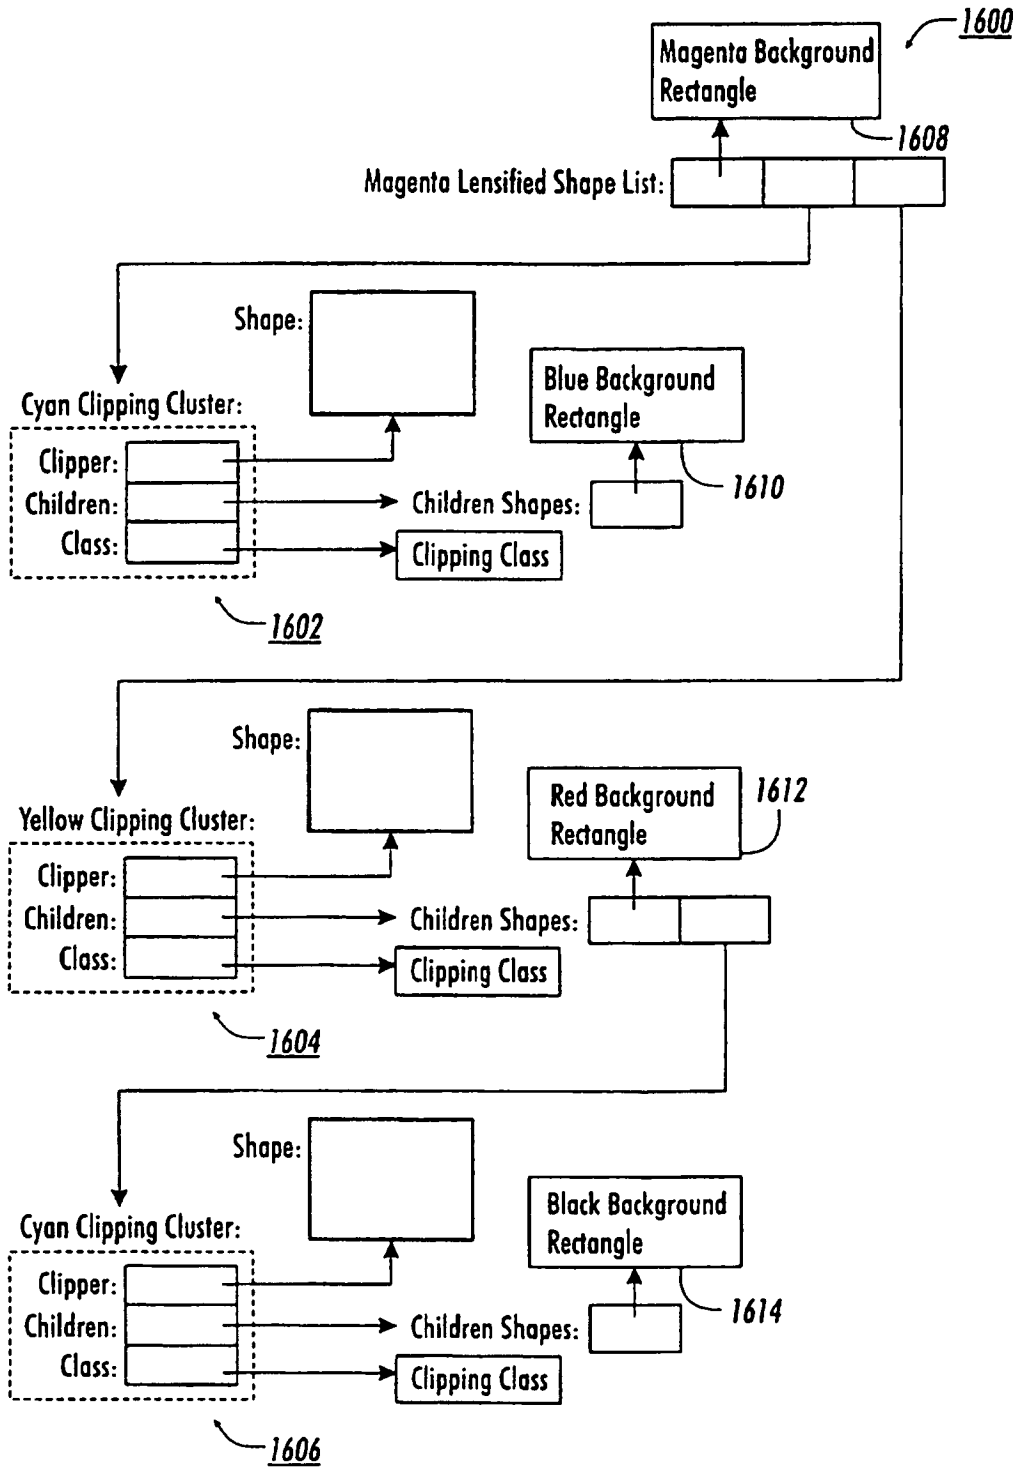 1600
Magenta Background
Rectangle
1608
Magenta Lensified Shape List:
Shape:
Blue Background
Rectangle
Cyan Clipping Cluster:
Clipper:
1610
Children:
Children Shapes:
Class:
Clipping Class
1602
Shape:
Red Background
Rectangle
1612
Yellow Clipping Cluster:
Clipper:
Children:
Children Shapes:
Class:
Clipping Class
1604
Shape:
Black Background
Rectangle
Cyan Clipping Cluster:
Clipper:
1614
Children:
Children Shapes:
Class:
Clipping Class
1606